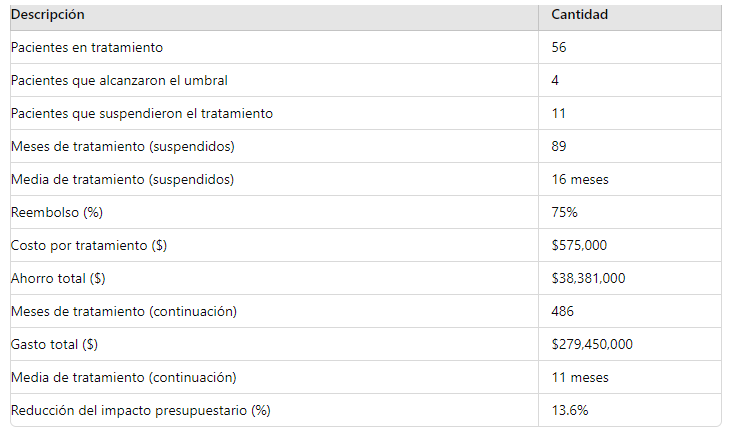 Descripción Cantidad
Pacientes en tratamiento 56
Pacientes que alcanzaron el umbral 4
Pacientes que suspendieron el tratamiento 11
Meses de tratamiento (suspendidos) 89
Media de tratamiento (suspendidos) 16 meses
Reembolso (%) 75%
Costo por tratamiento ($) $575,000
Ahorro total ($) $38,381,000
Meses de tratamiento (continuación) 486
Gasto total ($) $279,450,000
Media de tratamiento (continuación) 11 meses
Reducción del impacto presupuestario (%) 13.6%